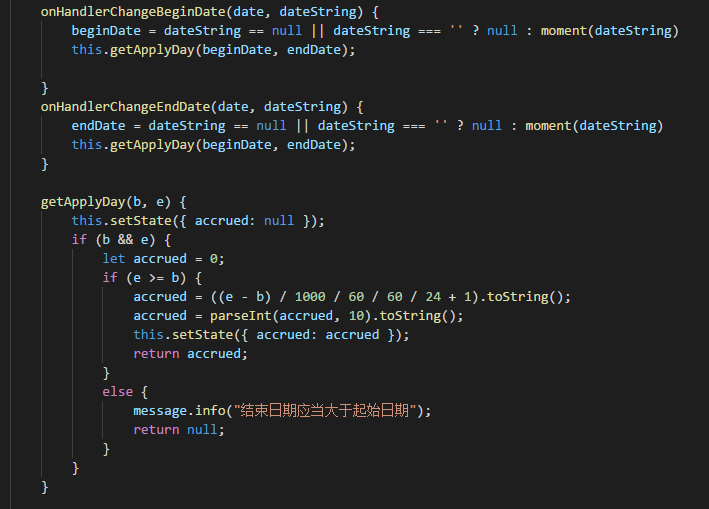 onHandlerChangeBeginDate(date, dateString) {
beginDate = dateString == null || dateString === '' ? null : moment(dateString)
this.getApplyDay(beginDate, endDate);
}
onHandlerChangeEndDate(date, dateString) {
endDate = dateString == null || dateString === '' ? null : moment(dateString)
this.getApplyDay(beginDate, endDate);
}
getApplyDay(b, e) {
this.setState({ accrued: null });
if (b && e) {
let accrued = 0;
if (e >= b) {
accrued = ((e - b) / 1000 / 60 / 60 / 24 + 1).toString();
accrued = parseInt(accrued, 10).toString();
this.setState({ accrued: accrued });
return accrued;
}
else {
message.info("结束日期应当大于起始日期");
return null;
}
}
}